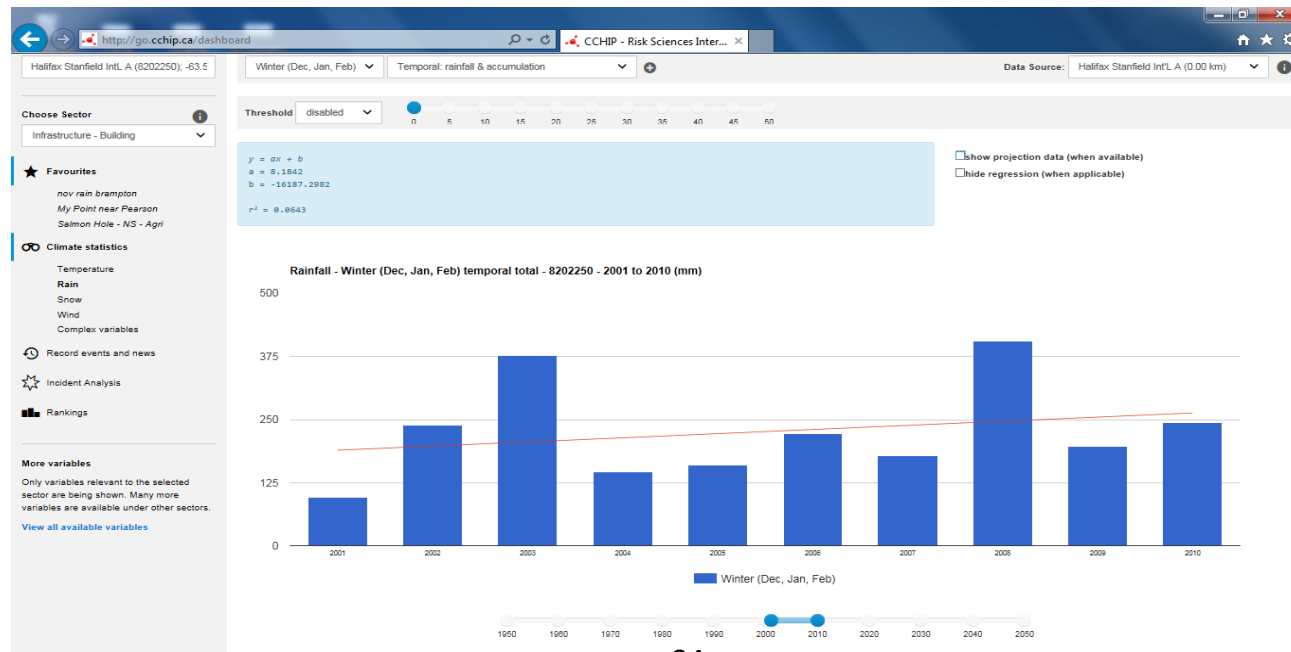 http://go.cchip.ca/dashboard
CCHIP - Risk Sciences Inter...
Halifax Stanfield IntL A (8202250); -63.5
Winter (Dec, Jan, Feb)
Temporal: rainfall & accumulation
Data Source:
Halifax Stanfield Int'L A (0.00 km)
Choose Sector
Infrastructure - Building
Threshold
disabled
0 5 10 15 20 25 30 35 40 45 50
y = ax + b
a = 8.1842
b = -16187.2982
r² = 0.0643
show projection data (when available)
hide regression (when applicable)
Favourites
nov rain brampton
My Point near Pearson
Salmon Hole - NS - Agri
Climate statistics
Temperature
Rain
Snow
Wind
Complex variables
Record events and news
Incident Analysis
Rankings
More variables
Only variables relevant to the selected
sector are being shown. Many more
variables are available under other sectors.
View all available variables
Rainfall - Winter (Dec, Jan, Feb) temporal total - 8202250 - 2001 to 2010 (mm)
500
375
250
125
0
2001 2002 2003 2004 2005 2006 2007 2008 2009 2010
Winter (Dec, Jan, Feb)
1950 1960 1970 1980 1990 2000 2010 2020 2030 2040 2050